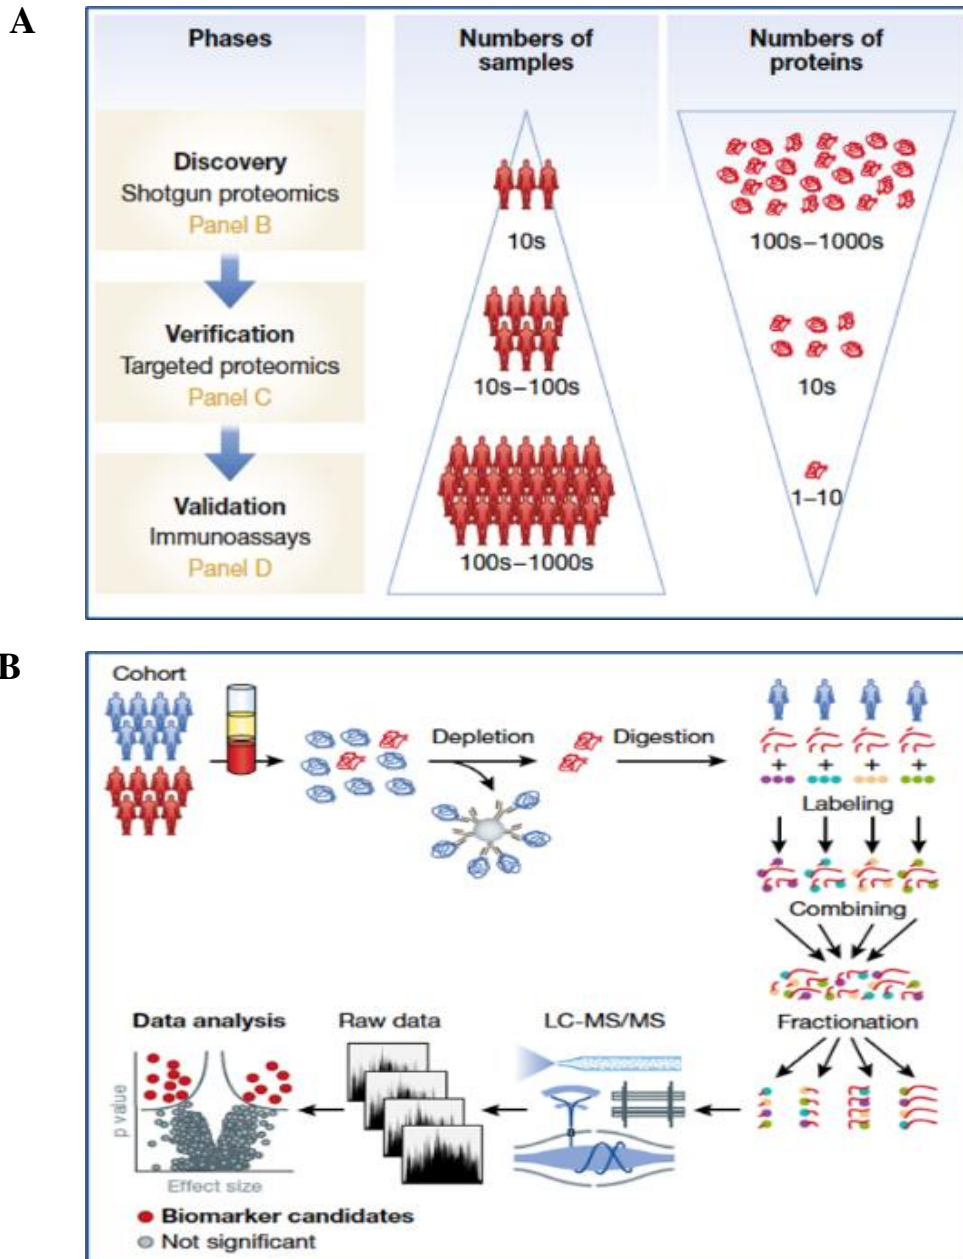 A
Phases
Numbers of
samples
Numbers of
proteins
Discovery
Shotgun proteomics
Panel B
10s
100s–1000s
Verification
Targeted proteomics
Panel C
10s–100s
10s
Validation
Immunoassays
Panel D
100s–1000s
1–10
B
Cohort
Depletion
Digestion
+ + + +
Labeling
Combining
Fractionation
LC-MS/MS
Raw data
Data analysis
p value
Effect size
Biomarker candidates
Not significant